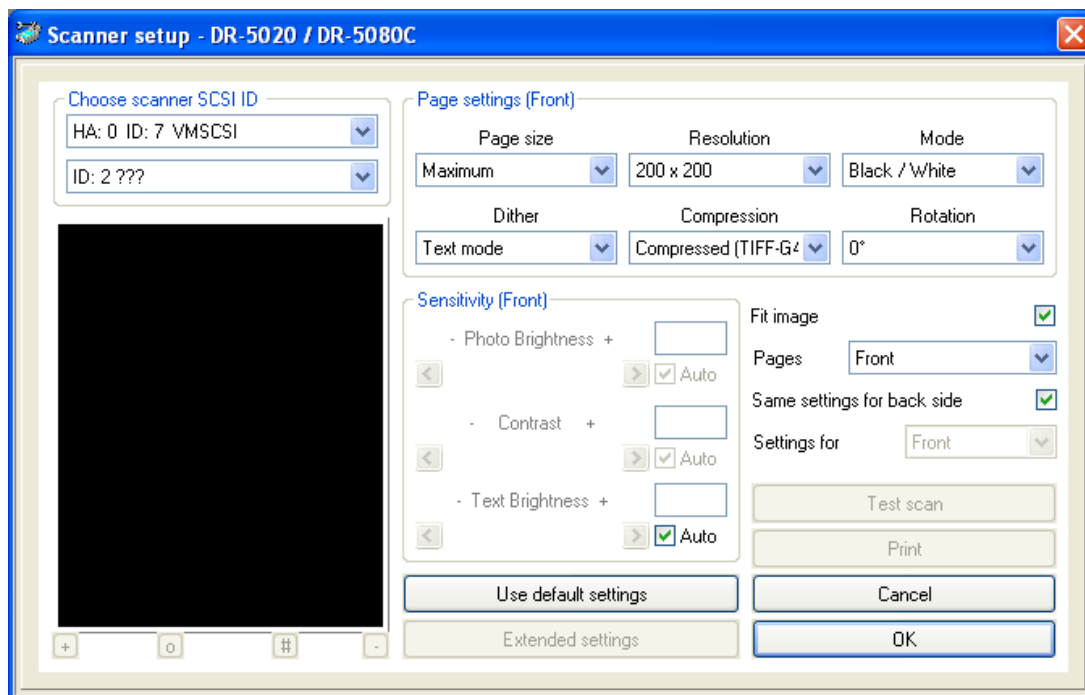 Scanner setup - DR-5020 / DR-5080C
Choose scanner SCSI ID
HA: 0 ID: 7 VMSCSI
ID: 2 ???
+ o # -
Page settings (Front)
Page size Resolution Mode
Maximum 200 x 200 Black / White
Dither Compression Rotation
Text mode Compressed (TIFF-G4 0°
Sensitivity (Front)
- Photo Brightness +
< > Auto
- Contrast +
< > Auto
- Text Brightness +
< > Auto
Use default settings
Extended settings
Fit image
Pages Front
Same settings for back side
Settings for Front
Test scan
Print
Cancel
OK